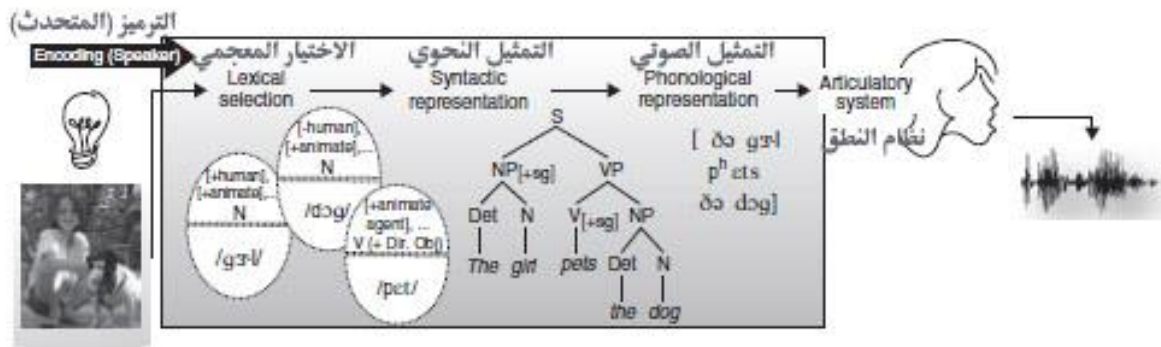 الترميز (المتحدث)
Encoding (Speaker)
الاختيار المعجمي
Lexical
selection
التمثيل النحوي
Syntactic
representation
التمثيل الصوتي
Phonological
representation
Articulatory
system
نظام النطق
[+human],
[+animate],...
N
/gɝl/
[-human],
[+animate],...
N
/dɔg/
[+animate
agent], ...
V (+ Dir. Obj)
/pɛt/
S
NP[+sg] VP
Det N V[+sg] NP
The girl pets Det N
the dog
[ ðə gɝl
pʰ ɛts
ðə dɔg]